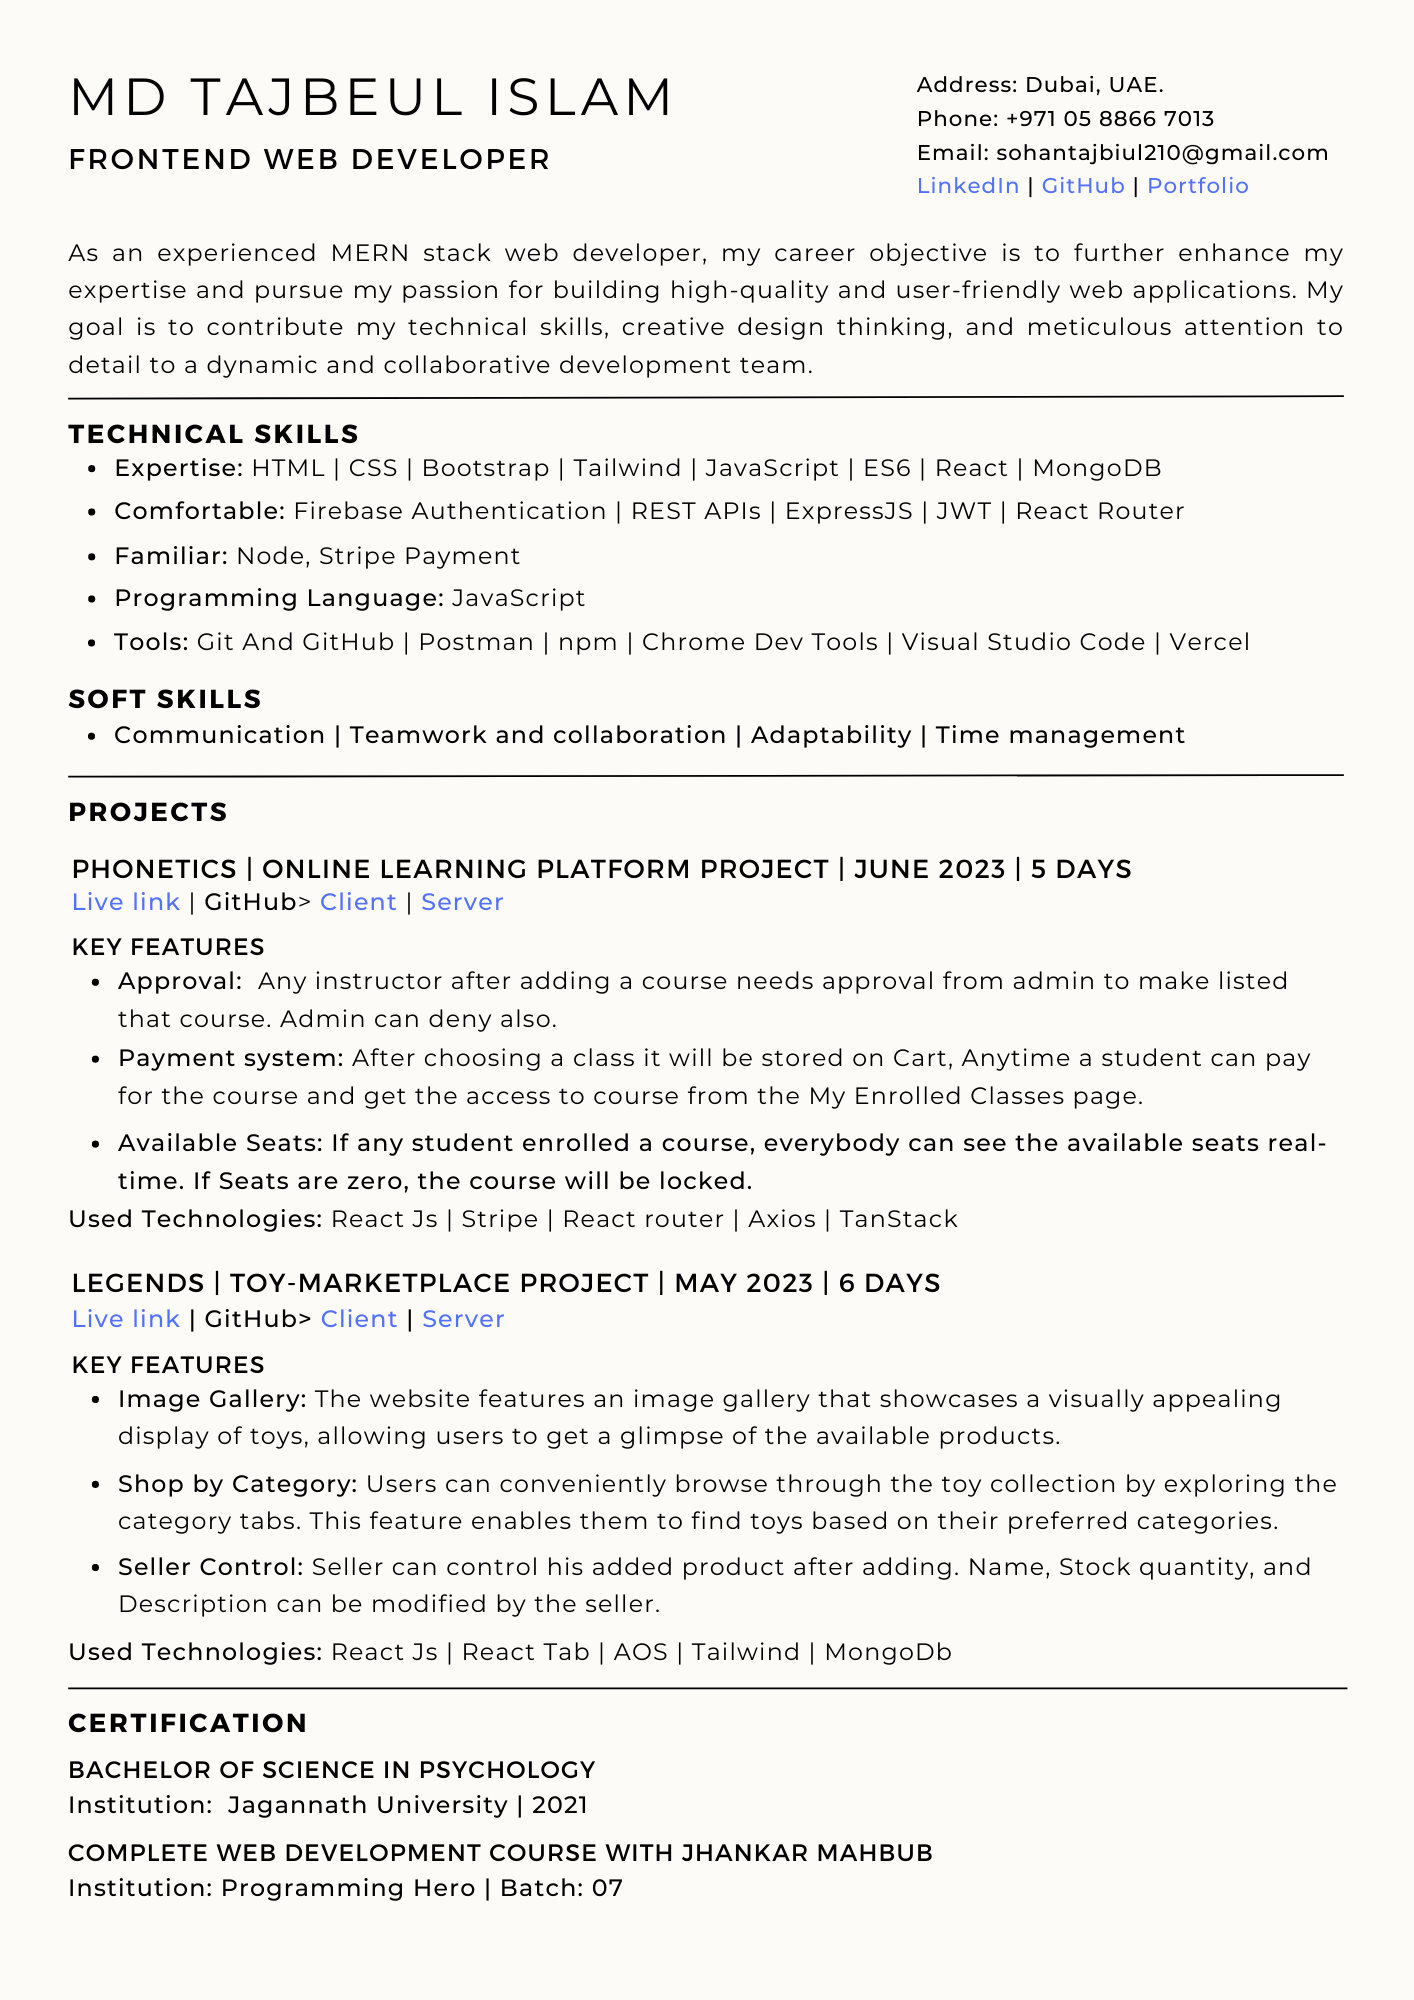 MD TAJBEUL ISLAM
FRONTEND WEB DEVELOPER
Address: Dubai, UAE.
Phone: +971 05 8866 7013
Email: sohantajbiul210@gmail.com
LinkedIn | GitHub | Portfolio
As an experienced MERN stack web developer, my career objective is to further enhance my
expertise and pursue my passion for building high-quality and user-friendly web applications. My
goal is to contribute my technical skills, creative design thinking, and meticulous attention to
detail to a dynamic and collaborative development team.
TECHNICAL SKILLS
• Expertise: HTML | CSS | Bootstrap | Tailwind | JavaScript | ES6 | React | MongoDB
• Comfortable: Firebase Authentication | REST APIs | ExpressJS | JWT | React Router
• Familiar: Node, Stripe Payment
• Programming Language: JavaScript
• Tools: Git And GitHub | Postman | npm | Chrome Dev Tools | Visual Studio Code | Vercel
SOFT SKILLS
• Communication | Teamwork and collaboration | Adaptability | Time management
PROJECTS
PHONETICS | ONLINE LEARNING PLATFORM PROJECT | JUNE 2023 | 5 DAYS
Live link | GitHub> Client | Server
KEY FEATURES
• Approval:  Any instructor after adding a course needs approval from admin to make listed
that course. Admin can deny also.
• Payment system: After choosing a class it will be stored on Cart, Anytime a student can pay
for the course and get the access to course from the My Enrolled Classes page.
• Available Seats: If any student enrolled a course, everybody can see the available seats real-
time. If Seats are zero, the course will be locked.
Used Technologies: React Js | Stripe | React router | Axios | TanStack
LEGENDS | TOY-MARKETPLACE PROJECT | MAY 2023 | 6 DAYS
Live link | GitHub> Client | Server
KEY FEATURES
• Image Gallery: The website features an image gallery that showcases a visually appealing
display of toys, allowing users to get a glimpse of the available products.
• Shop by Category: Users can conveniently browse through the toy collection by exploring the
category tabs. This feature enables them to find toys based on their preferred categories.
• Seller Control: Seller can control his added product after adding. Name, Stock quantity, and
Description can be modified by the seller.
Used Technologies: React Js | React Tab | AOS | Tailwind | MongoDb
CERTIFICATION
BACHELOR OF SCIENCE IN PSYCHOLOGY
Institution:  Jagannath University | 2021
COMPLETE WEB DEVELOPMENT COURSE WITH JHANKAR MAHBUB
Institution: Programming Hero | Batch: 07